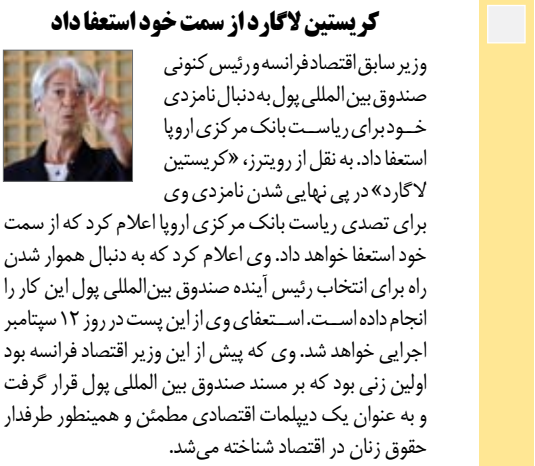 کریستین لاگارد از سمت خود استعفا داد
وزیر سابق اقتصاد فرانسه و رئیس کنونی
صندوق بین المللی پول به دنبال نامزدی
خود برای ریاست بانک مرکزی اروپا
استعفا داد. به نقل از رویترز، «کریستین
لاگارد» در پی نهایی شدن نامزدی وی
برای تصدی ریاست بانک مرکزی اروپا اعلام کرد که از سمت
خود استعفا خواهد داد. وی اعلام کرد که به دنبال هموار شدن
راه برای انتخاب رئیس آینده صندوق بین‌المللی پول این کار را
انجام داده است. استعفای وی از این پست در روز ۱۲ سپتامبر
اجرایی خواهد شد. وی که پیش از این وزیر اقتصاد فرانسه بود
اولین زنی بود که بر مسند صندوق بین المللی پول قرار گرفت
و به عنوان یک دیپلمات اقتصادی مطمئن و همینطور طرفدار
حقوق زنان در اقتصاد شناخته می‌شد.